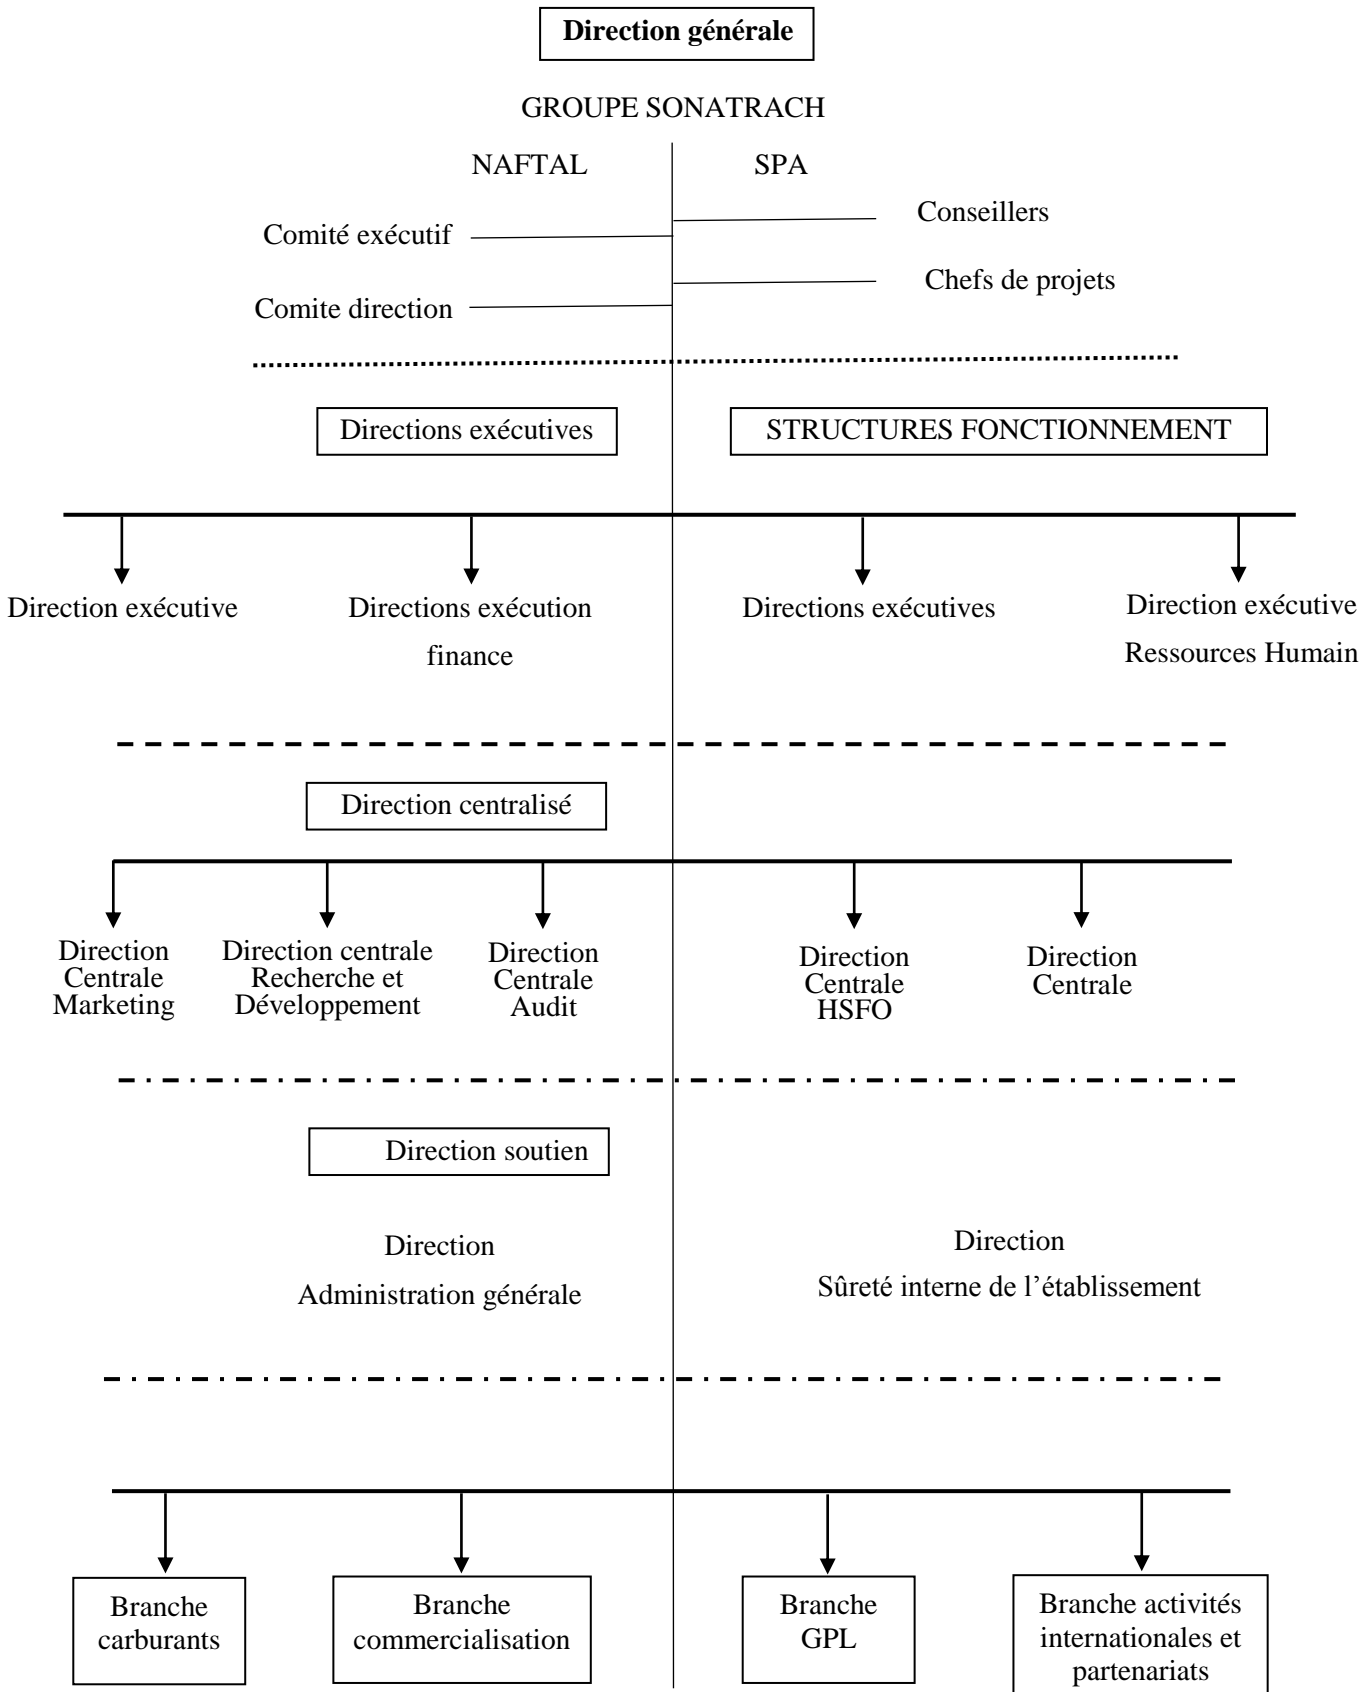 Direction générale
GROUPE SONATRACH
NAFTAL SPA
Comité exécutif
Conseillers
Comite direction
Chefs de projets
Directions exécutives
STRUCTURES FONCTIONNEMENT
Direction exécutive
Directions exécution
finance
Directions exécutives
Direction exécutive
Ressources Humain
Direction centralisé
Direction
Centrale
Marketing
Direction centrale
Recherche et
Développement
Direction
Centrale
Audit
Direction
Centrale
HSFO
Direction
Centrale
Direction soutien
Direction
Administration générale
Direction
Sûreté interne de l’établissement
Branche
carburants
Branche
commercialisation
Branche
GPL
Branche activités
internationales et
partenariats